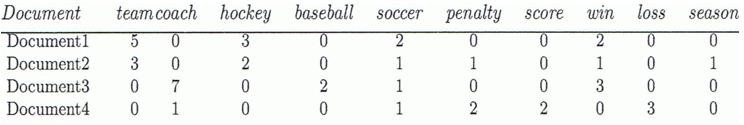 Document team coach hockey baseball soccer penalty score win loss season
Document1 5 0 3 0 2 0 0 2 0 0
Document2 3 0 2 0 1 1 0 1 0 1
Document3 0 7 0 2 1 0 0 3 0 0
Document4 0 1 0 0 1 2 2 0 3 0